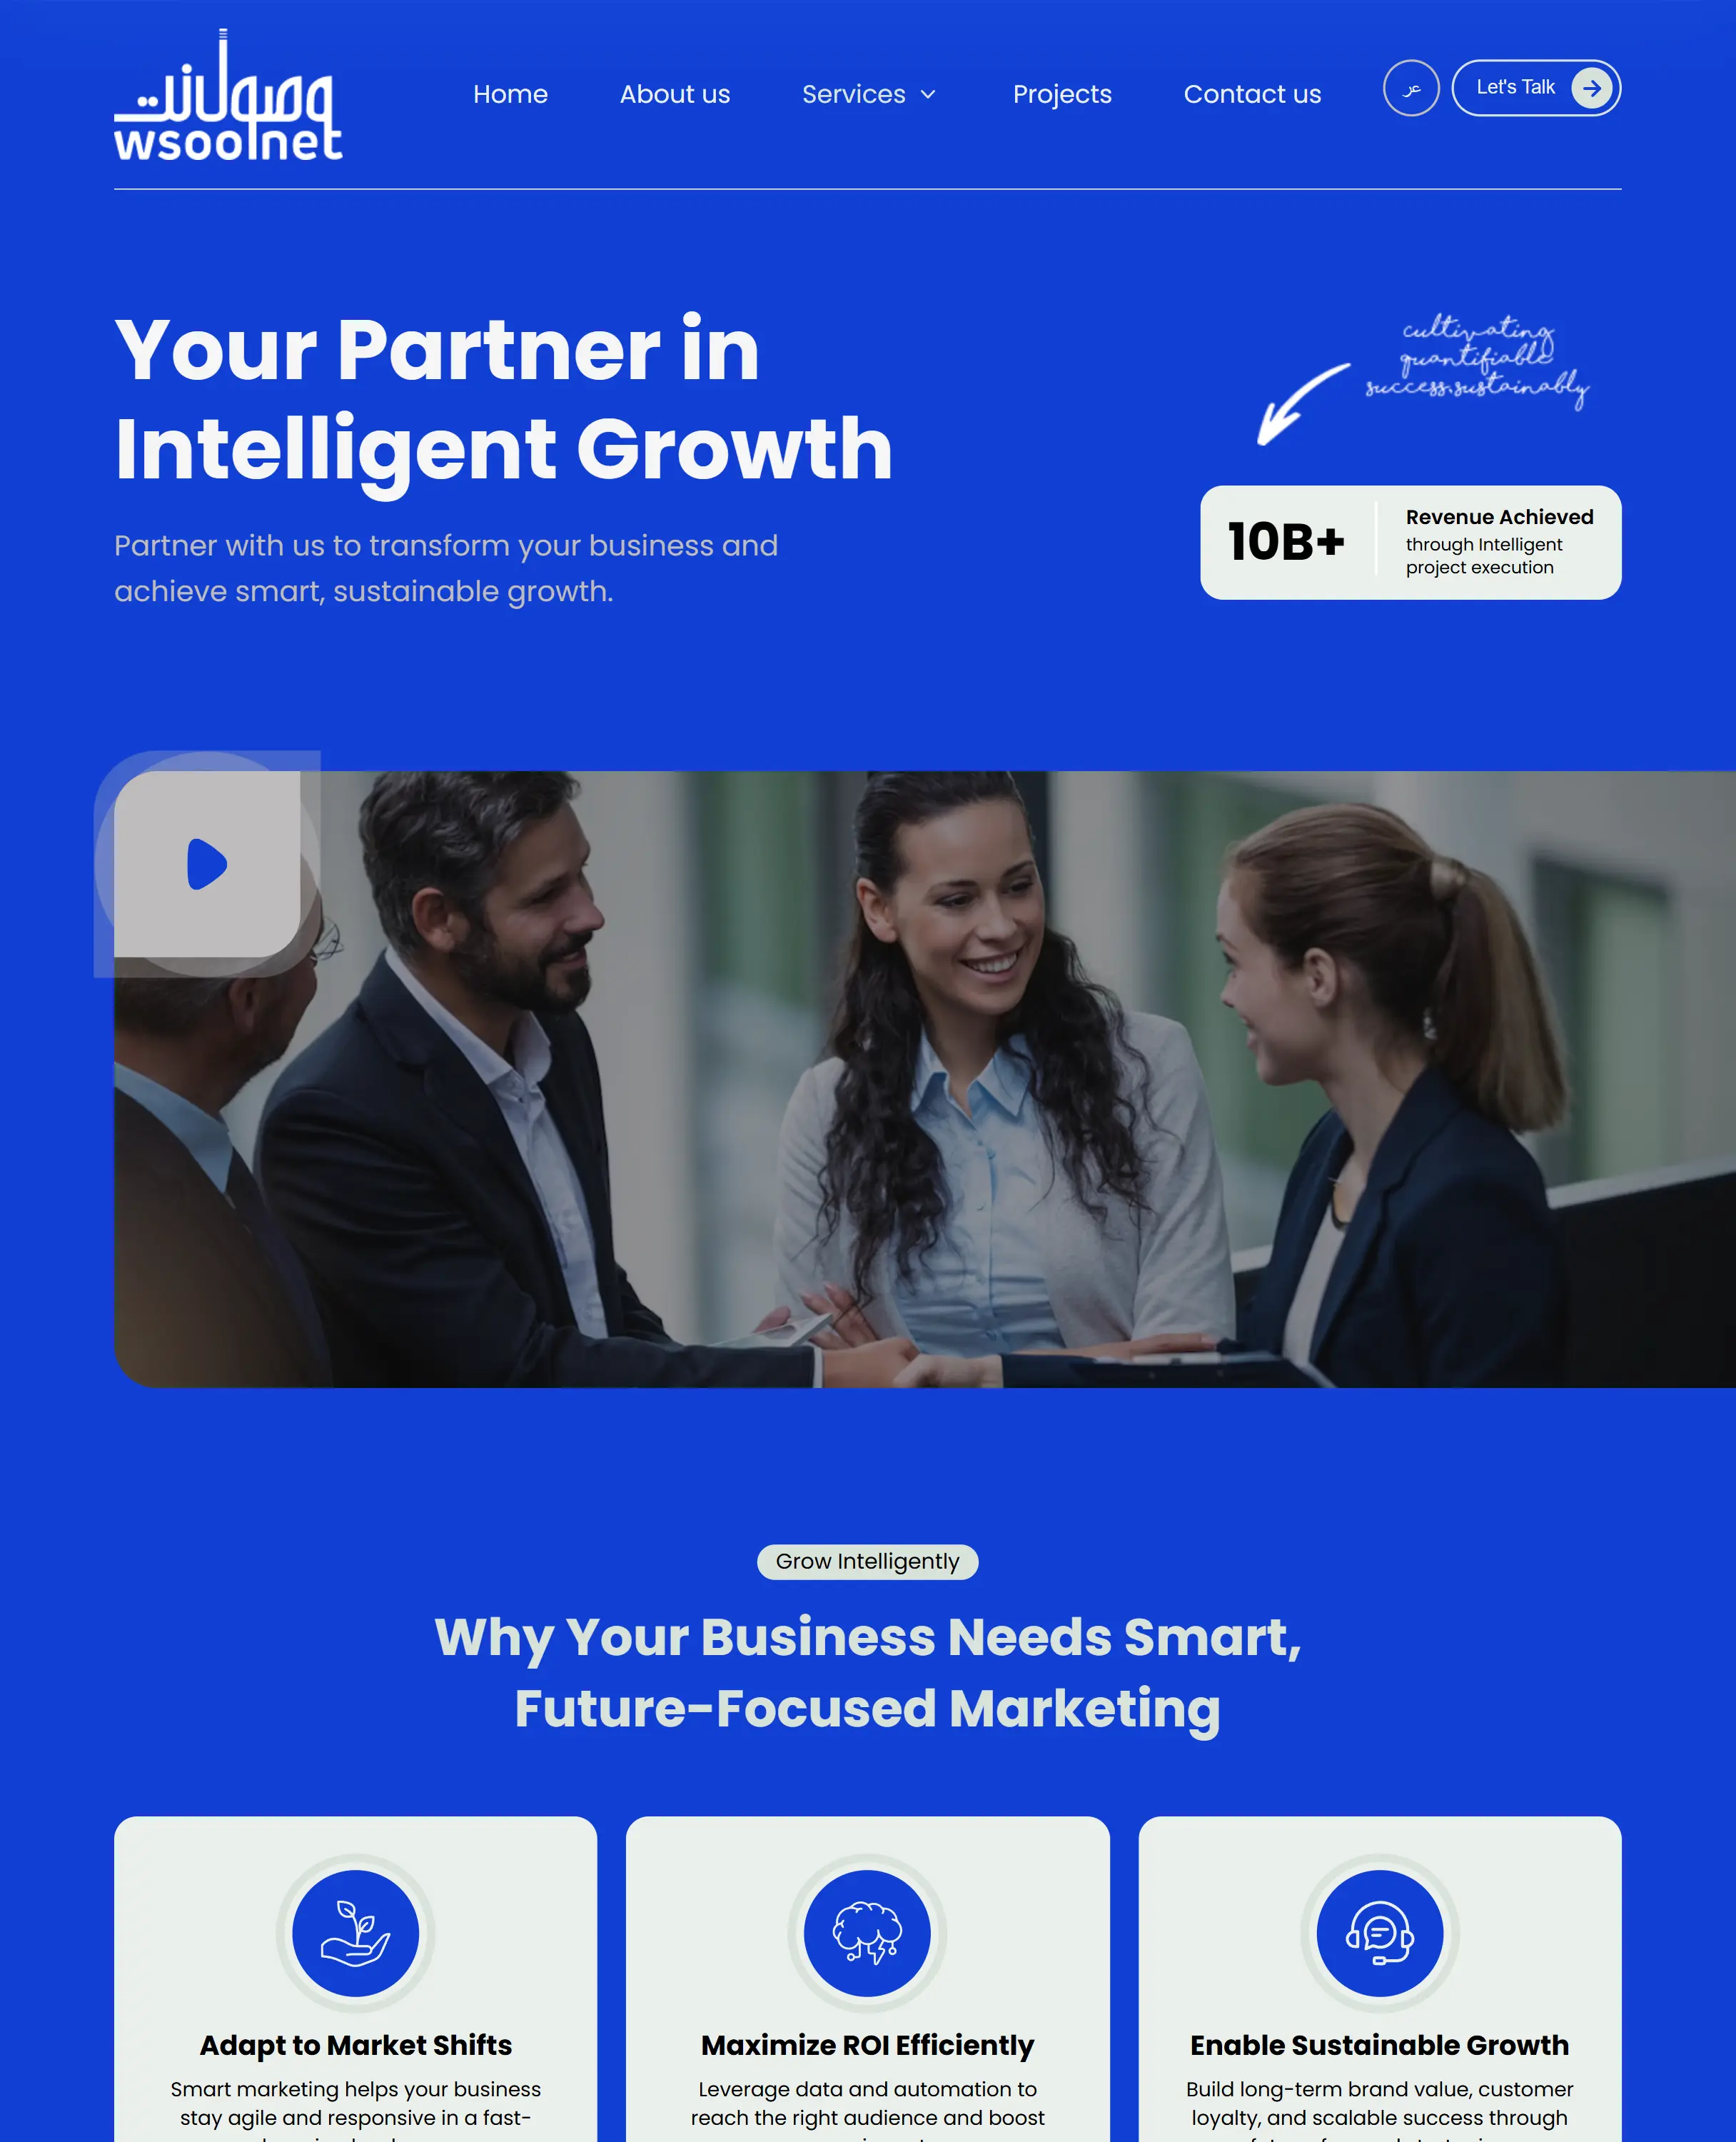 وصول نت
wsoolnet
Home
About us
Services
Projects
Contact us
عر
Let's Talk
Your Partner in
Intelligent Growth
Partner with us to transform your business and
achieve smart, sustainable growth.
cultivating
quantifiable
success.sustainably
10B+
Revenue Achieved
through Intelligent
project execution
Grow Intelligently
Why Your Business Needs Smart,
Future-Focused Marketing
Adapt to Market Shifts
Smart marketing helps your business
stay agile and responsive in a fast-
Maximize ROI Efficiently
Leverage data and automation to
reach the right audience and boost
Enable Sustainable Growth
Build long-term brand value, customer
loyalty, and scalable success through